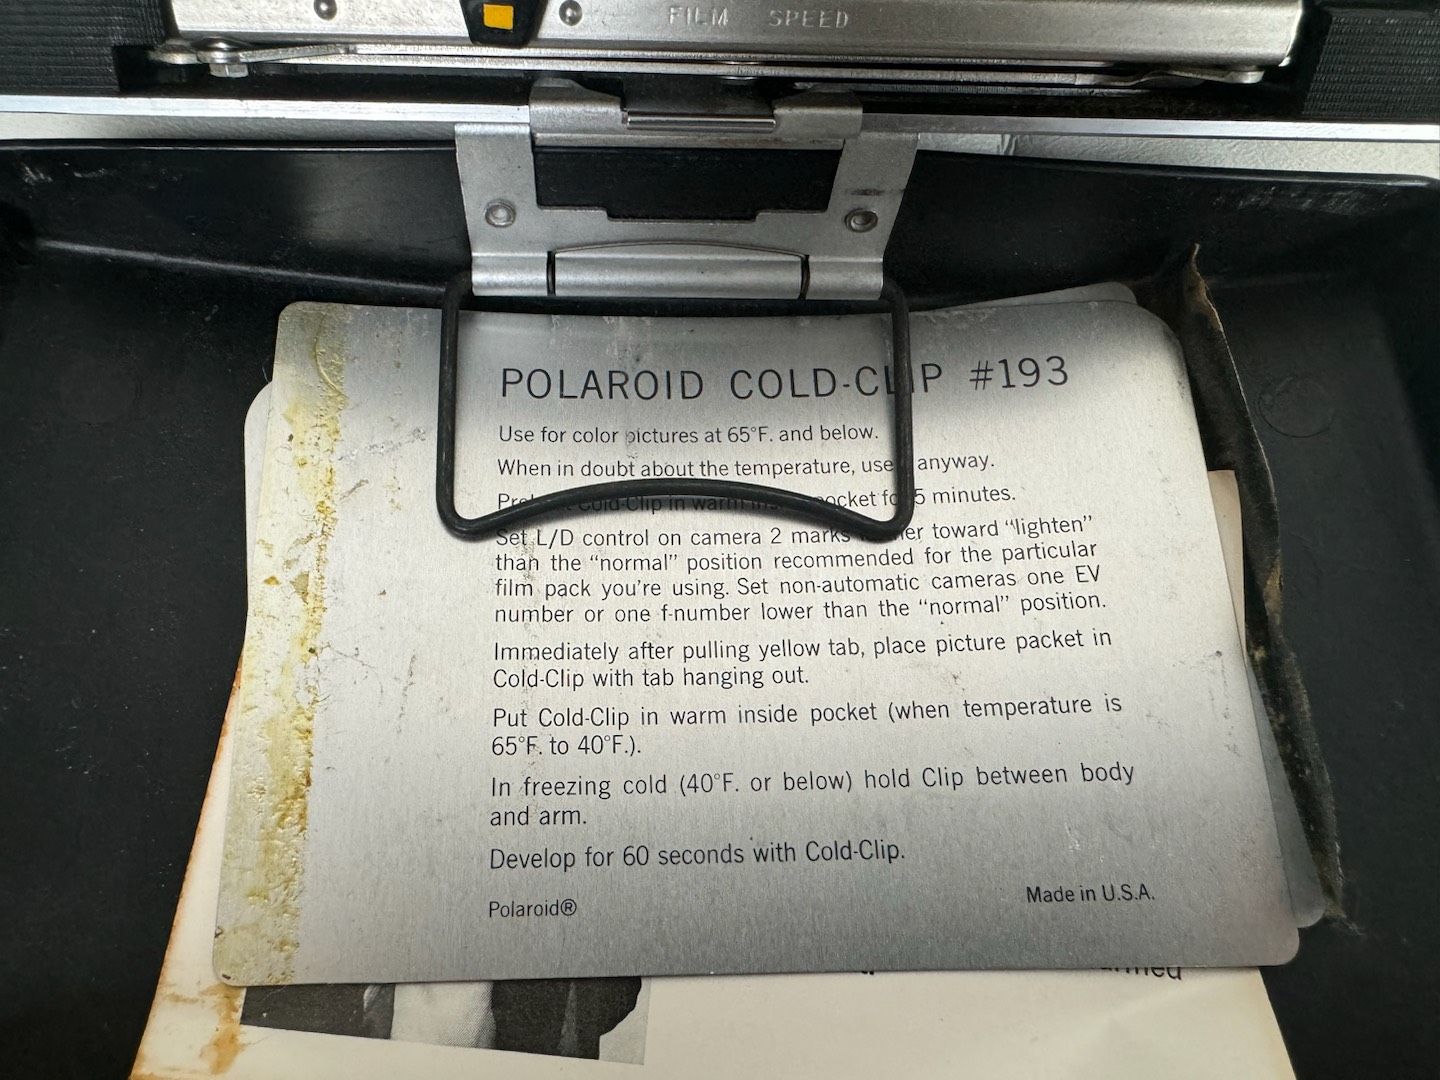 FILM SPEED
POLAROID COLD-CLIP #193
Use for color pictures at 65°F. and below.
When in doubt about the temperature, use anyway.
Cold-Clip in warm pocket 5 minutes.
Set L/D control on camera 2 marks toward “lighten”
than the “normal” position recommended for the particular
film pack you’re using. Set non-automatic cameras one EV
number or one f-number lower than the “normal” position.
Immediately after pulling yellow tab, place picture packet in
Cold-Clip with tab hanging out.
Put Cold-Clip in warm inside pocket (when temperature is
65°F. to 40°F.).
In freezing cold (40°F. or below) hold Clip between body
and arm.
Develop for 60 seconds with Cold-Clip.
Polaroid®
Made in U.S.A.